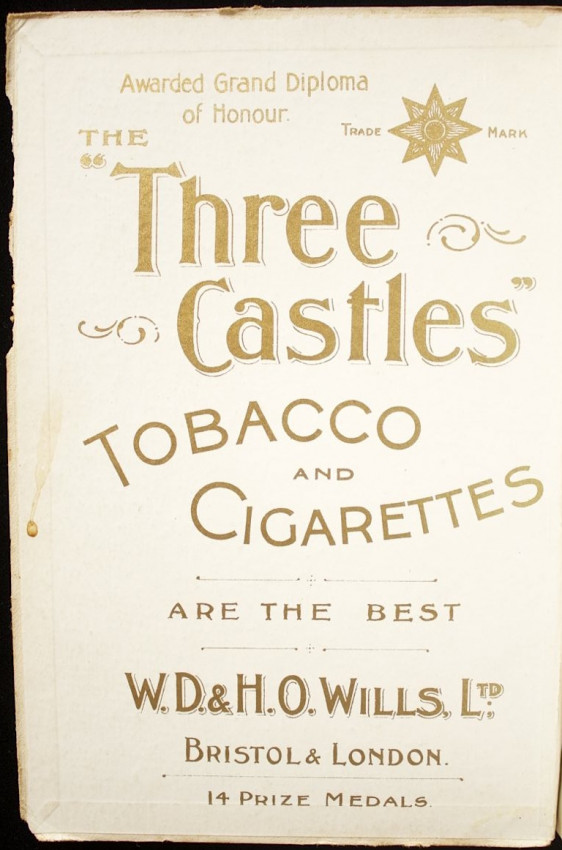 Awarded Grand Diploma
of Honour.
TRADE MARK
THE
"Three
Castles"
TOBACCO
AND
CIGARETTES
ARE THE BEST
W.D. & H.O. WILLS, LTD.
BRISTOL & LONDON.
14 PRIZE MEDALS.